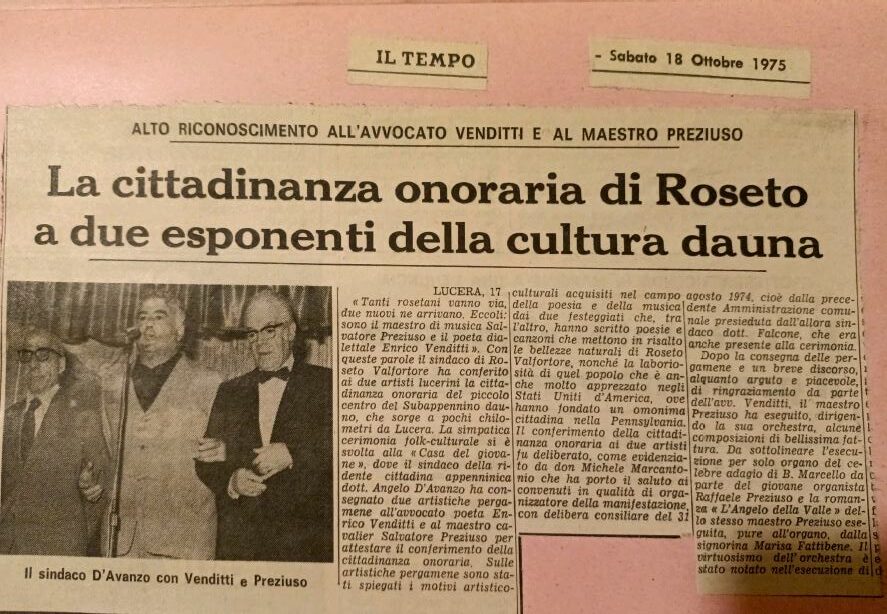 IL TEMPO
- Sabato 18 Ottobre 1975
ALTO RICONOSCIMENTO ALL'AVVOCATO VENDITTI E AL MAESTRO PREZIUSO
La cittadinanza onoraria di Roseto
a due esponenti della cultura dauna
Il sindaco D'Avanzo con Venditti e Preziuso
LUCERA, 17
« Tanti rosetani vanno via,
due nuovi ne arrivano. Eccoli:
sono il maestro di musica Sal-
vatore Preziuso e il poeta dia-
lettale Enrico Venditti ». Con
queste parole il sindaco di Ro-
seto Valfortore ha conferito
ai due artisti lucerini la citta-
dinanza onoraria del piccolo
centro del Subappennino dau-
no, che sorge a pochi chilo-
metri da Lucera. La simpatica
cerimonia folk-culturale si è
svolta alla « Casa del giova-
ne », dove il sindaco della ri-
dente cittadina appenninica
dott. Angelo D'Avanzo ha con-
segnato due artistiche perga-
mene all'avvocato poeta En-
rico Venditti e al maestro ca-
valier Salvatore Preziuso per
attestare il conferimento della
cittadinanza onoraria. Sulle
artistiche pergamene sono sta-
ti spiegati i motivi artistico-
culturali acquisiti nel campo
della poesia e della musica
dai due festeggiati che, tra
l'altro, hanno scritto poesie e
canzoni che mettono in risalto
le bellezze naturali di Roseto
Valfortore, nonché la laborio-
sità di quel popolo che è an-
che molto apprezzato negli
Stati Uniti d'America, ove
hanno fondato un omonima
cittadina nella Pennsylvania.
Il conferimento della cittadi-
nanza onoraria ai due artisti
fu deliberato, come evidenzia-
to da don Michele Marcanto-
nio che ha porto il saluto ai
convenuti in qualità di orga-
nizzatore della manifestazione,
con delibera consiliare del 31
agosto 1974, cioè dalla prece-
dente Amministrazione comu-
nale presieduta dall'allora sin-
daco dott. Falcone, che era
anche presente alla cerimonia.
Dopo la consegna delle per-
gamene e un breve discorso,
alquanto arguto e piacevole,
di ringraziamento da parte
dell'avv. Venditti, il maestro
Preziuso ha eseguito, dirigen-
do la sua orchestra, alcune
composizioni di bellissima fat-
tura. Da sottolineare l'esecu-
zione per solo organo del ce-
lebre adagio di B. Marcello da
parte del giovane organista
Raffaele Preziuso e la roman-
za « L'Angelo della Valle » del-
lo stesso maestro Preziuso ese-
guita, pure all'organo, dalla
signorina Marisa Fattibene. Il
virtuosismo dell'orchestra è
stato notato nell'esecuzione di